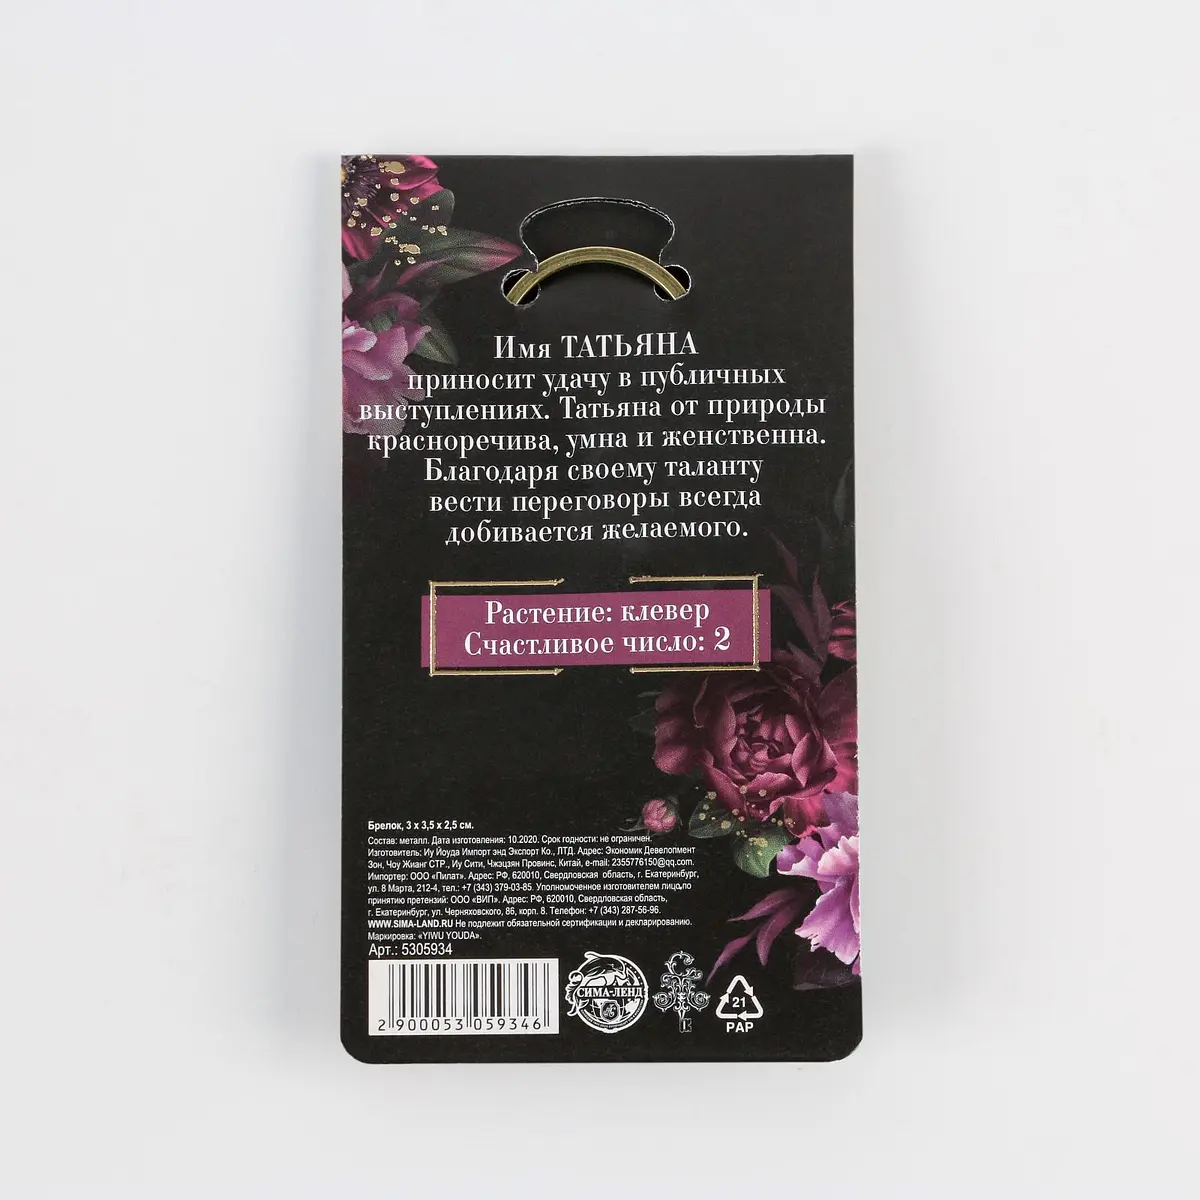 Имя ТАТЬЯНА
приносит удачу в публичных
выступлениях. Татьяна от природы
красноречива, умна и женственна.
Благодаря своему таланту
вести переговоры всегда
добивается желаемого.
Растение: клевер
Счастливое число: 2
Брелок, 3 х 3,5 х 2,5 см.
Состав: металл. Дата изготовления: 10.2020. Срок годности: не ограничен.
Изготовитель: Иу Йоуда Импорт энд Экспорт Ко., ЛТД. Адрес: Экономик Девелопмент
Зон, Чоу Жианг СТР., Иу Сити, Чжэцзян Провинс, Китай, e-mail: 2355776150@qq.com.
Импортер: ООО «Пилат». Адрес: РФ, 620010, Свердловская область, г. Екатеринбург,
ул. 8 Марта, 212-4, тел.: +7 (343) 379-03-85. Уполномоченное изготовителем лицо по
принятию претензий: ООО «ВИП». Адрес: РФ, 620010, Свердловская область,
г. Екатеринбург, ул. Черняховского, 86, корп. 8. Телефон: +7 (343) 287-56-96.
WWW.SIMA-LAND.RU Не подлежит обязательной сертификации и декларированию.
Маркировка: «YIWU YOUDA».
Арт.: 5305934
2 900053 059346
СИМА-ЛЕНД
21
PAP